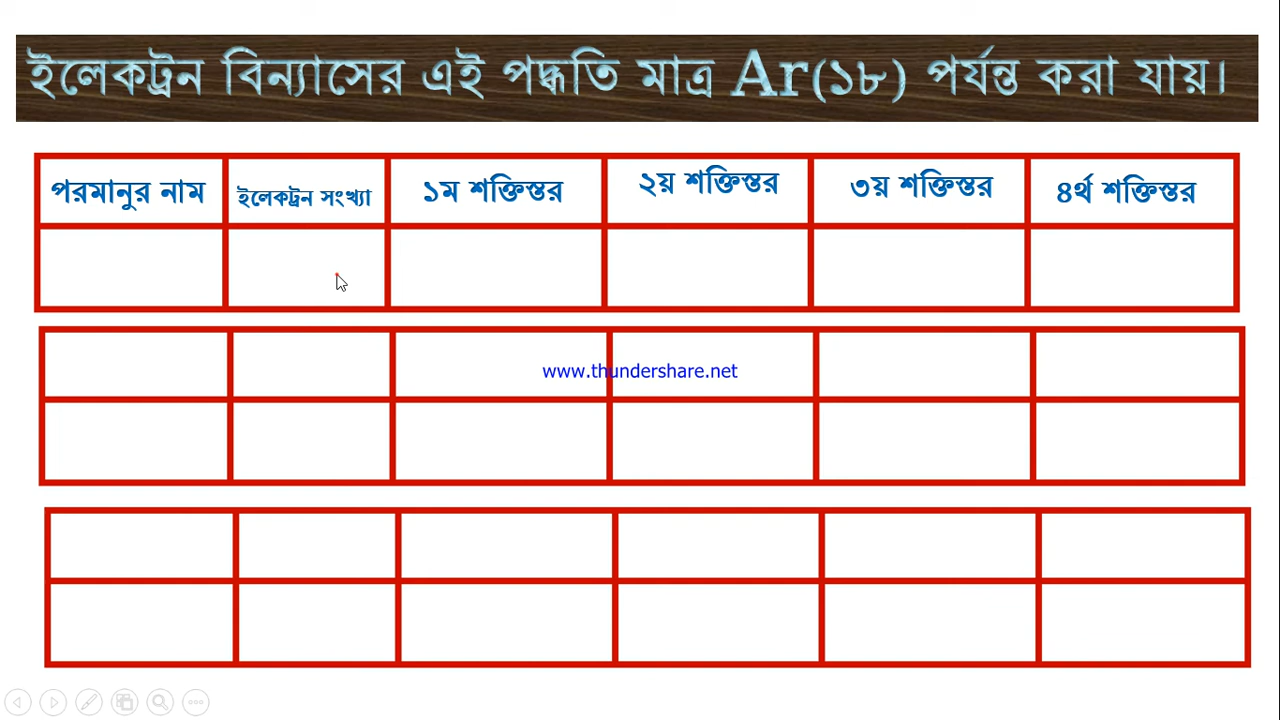 ইলেকট্রন বিন্যাসের এই পদ্ধতি মাত্র Ar(১৮) পর্যন্ত করা যায়।
পরমানুর নাম ইলেকট্রন সংখ্যা ১ম শক্তিস্তর ২য় শক্তিস্তর ৩য় শক্তিস্তর ৪র্থ শক্তিস্তর
www.thundershare.net